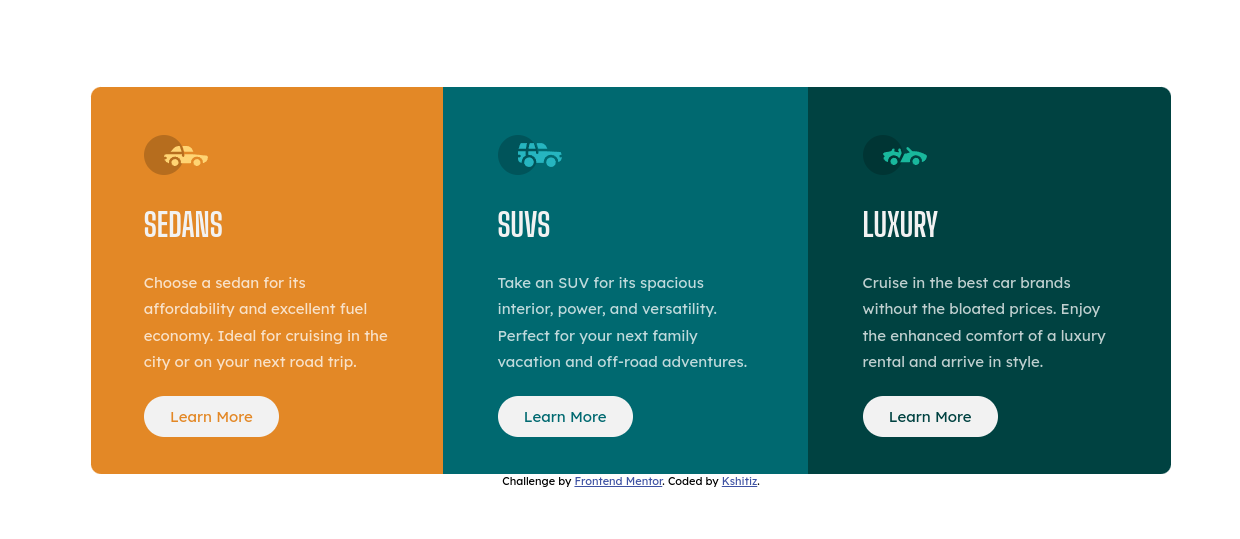 SEDANS
Choose a sedan for its
affordability and excellent fuel
economy. Ideal for cruising in the
city or on your next road trip.
Learn More
SUVS
Take an SUV for its spacious
interior, power, and versatility.
Perfect for your next family
vacation and off-road adventures.
Learn More
LUXURY
Cruise in the best car brands
without the bloated prices. Enjoy
the enhanced comfort of a luxury
rental and arrive in style.
Learn More
Challenge by Frontend Mentor. Coded by Kshitiz.